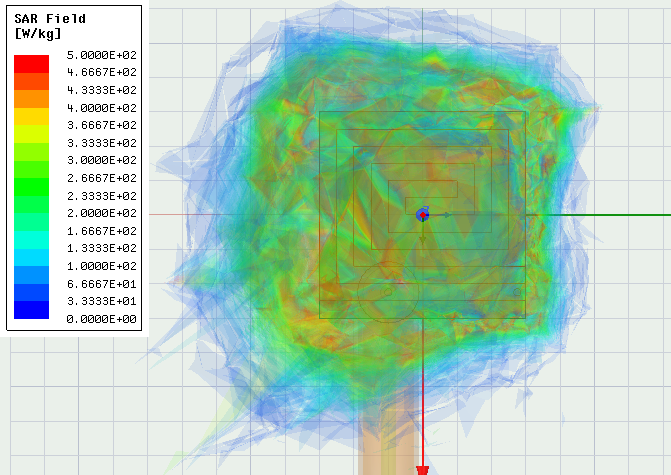 SAR Field
[W/kg]
5.0000E+02
4.6667E+02
4.3333E+02
4.0000E+02
3.6667E+02
3.3333E+02
3.0000E+02
2.6667E+02
2.3333E+02
2.0000E+02
1.6667E+02
1.3333E+02
1.0000E+02
6.6667E+01
3.3333E+01
0.0000E+00